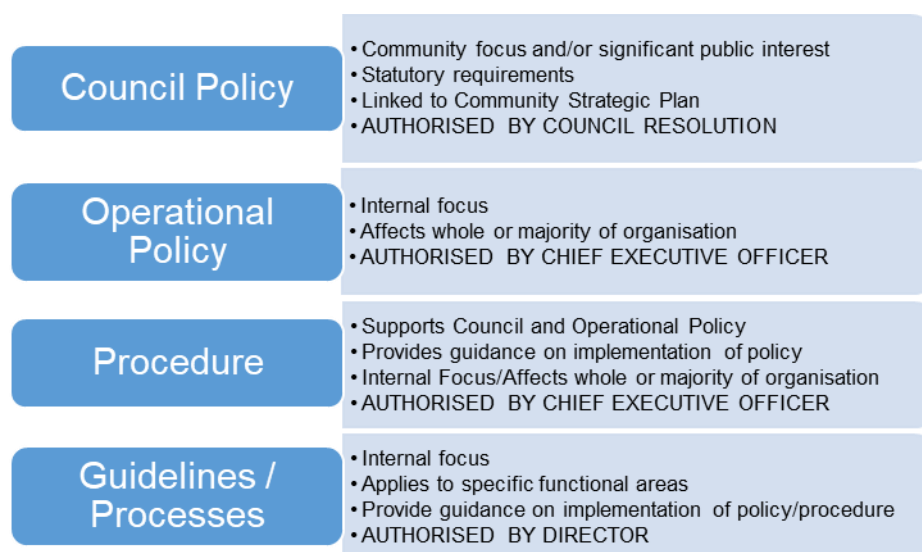 Council Policy
• Community focus and/or significant public interest
• Statutory requirements
• Linked to Community Strategic Plan
• AUTHORISED BY COUNCIL RESOLUTION
Operational
Policy
• Internal focus
• Affects whole or majority of organisation
• AUTHORISED BY CHIEF EXECUTIVE OFFICER
Procedure
• Supports Council and Operational Policy
• Provides guidance on implementation of policy
• Internal Focus/Affects whole or majority of organisation
• AUTHORISED BY CHIEF EXECUTIVE OFFICER
Guidelines /
Processes
• Internal focus
• Applies to specific functional areas
• Provide guidance on implementation of policy/procedure
• AUTHORISED BY DIRECTOR